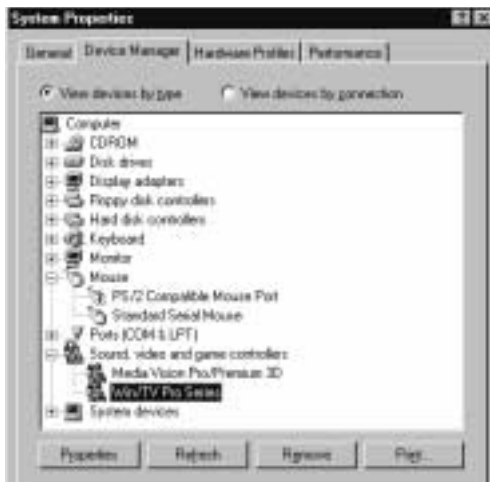 System Properties
General Device Manager Hardware Profiles Performance
View devices by type View devices by connection
Computer
CDROM
Disk drives
Display adapters
Floppy disk controllers
Hard disk controllers
Keyboard
Monitor
Mouse
PS/2 Compatible Mouse Port
Standard Serial Mouse
Ports (COM & LPT)
Sound, video and game controllers
Media Vision Pro/Premium 3D
Win/TV Pro Series
System devices
Properties Refresh Remove Print...